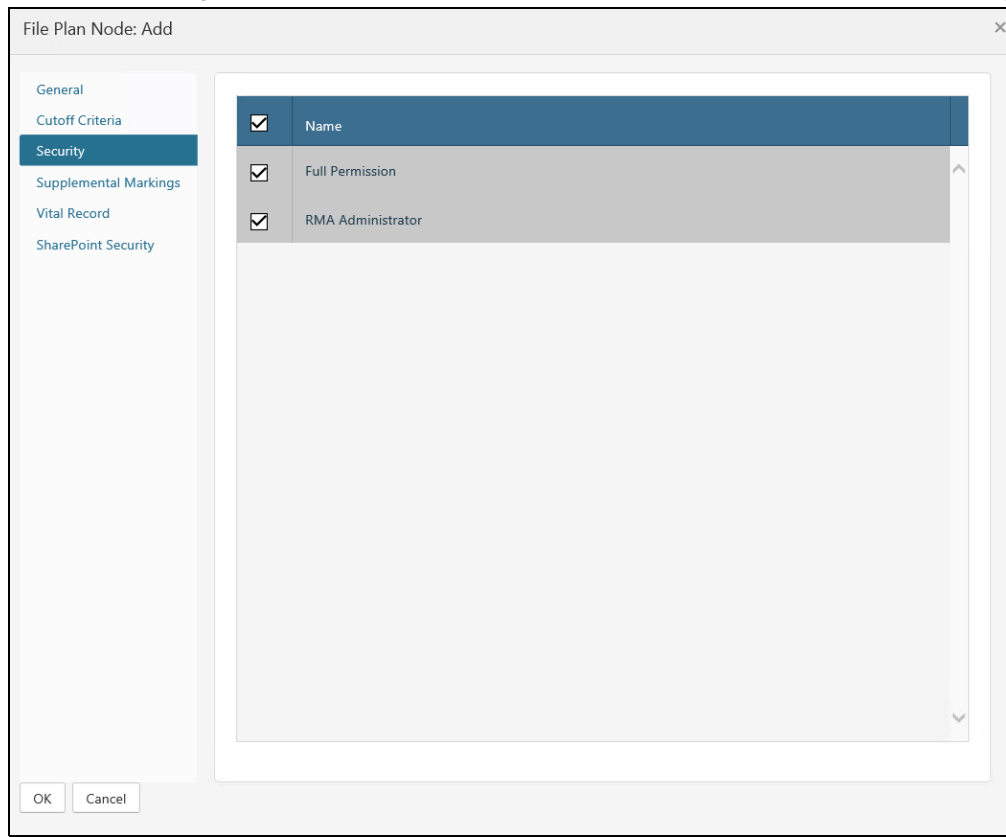 File Plan Node: Add
General
Cutoff Criteria
Security
Supplemental Markings
Vital Record
SharePoint Security
Name
Full Permission
RMA Administrator
OK
Cancel